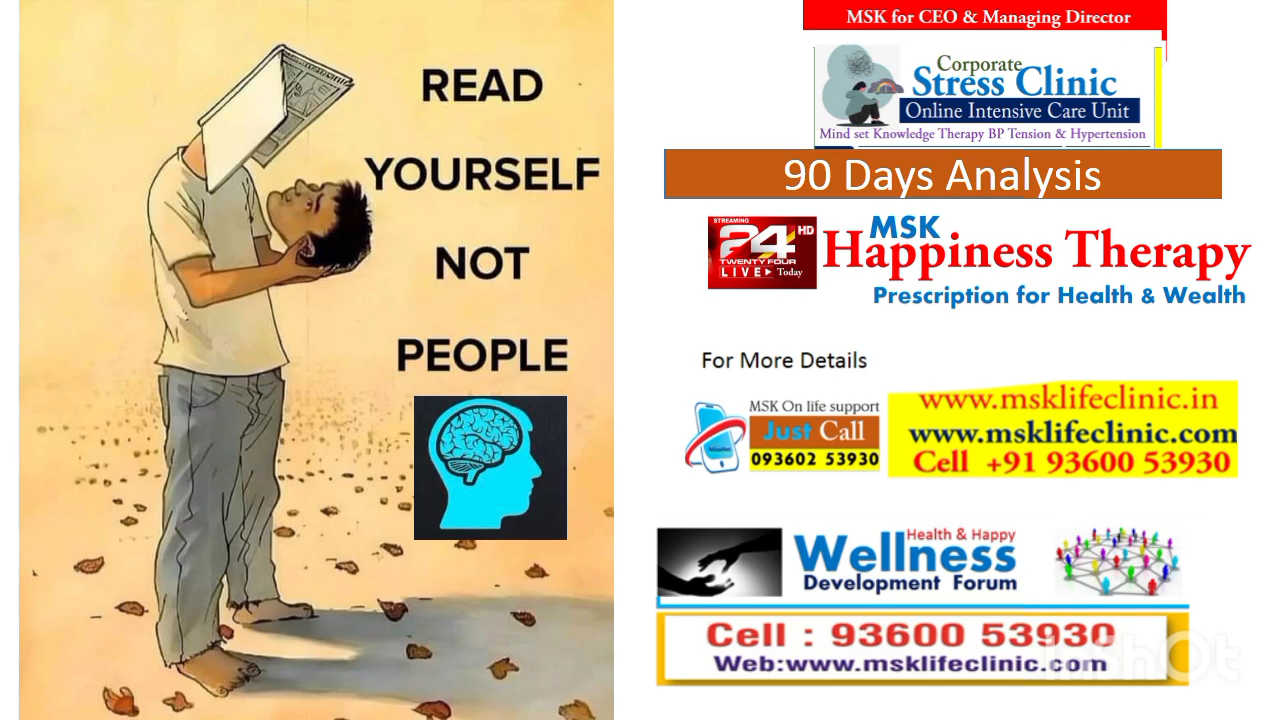 READ
YOURSELF
NOT
PEOPLE
MSK for CEO & Managing Director
Corporate
Stress Clinic
Online Intensive Care Unit
Mind set Knowledge Therapy BP Tension & Hypertension
90 Days Analysis
STREAMING
24 HD
TWENTY FOUR
LIVE Today
MSK
Happiness Therapy
Prescription for Health & Wealth
For More Details
MSK On life support
Just Call
093602 53930
www.msklifeclinic.in
www.msklifeclinic.com
Cell +91 93600 53930
Health & Happy
Wellness
Development Forum
Cell : 93600 53930
Web:www.msklifeclinic.com
InShOt